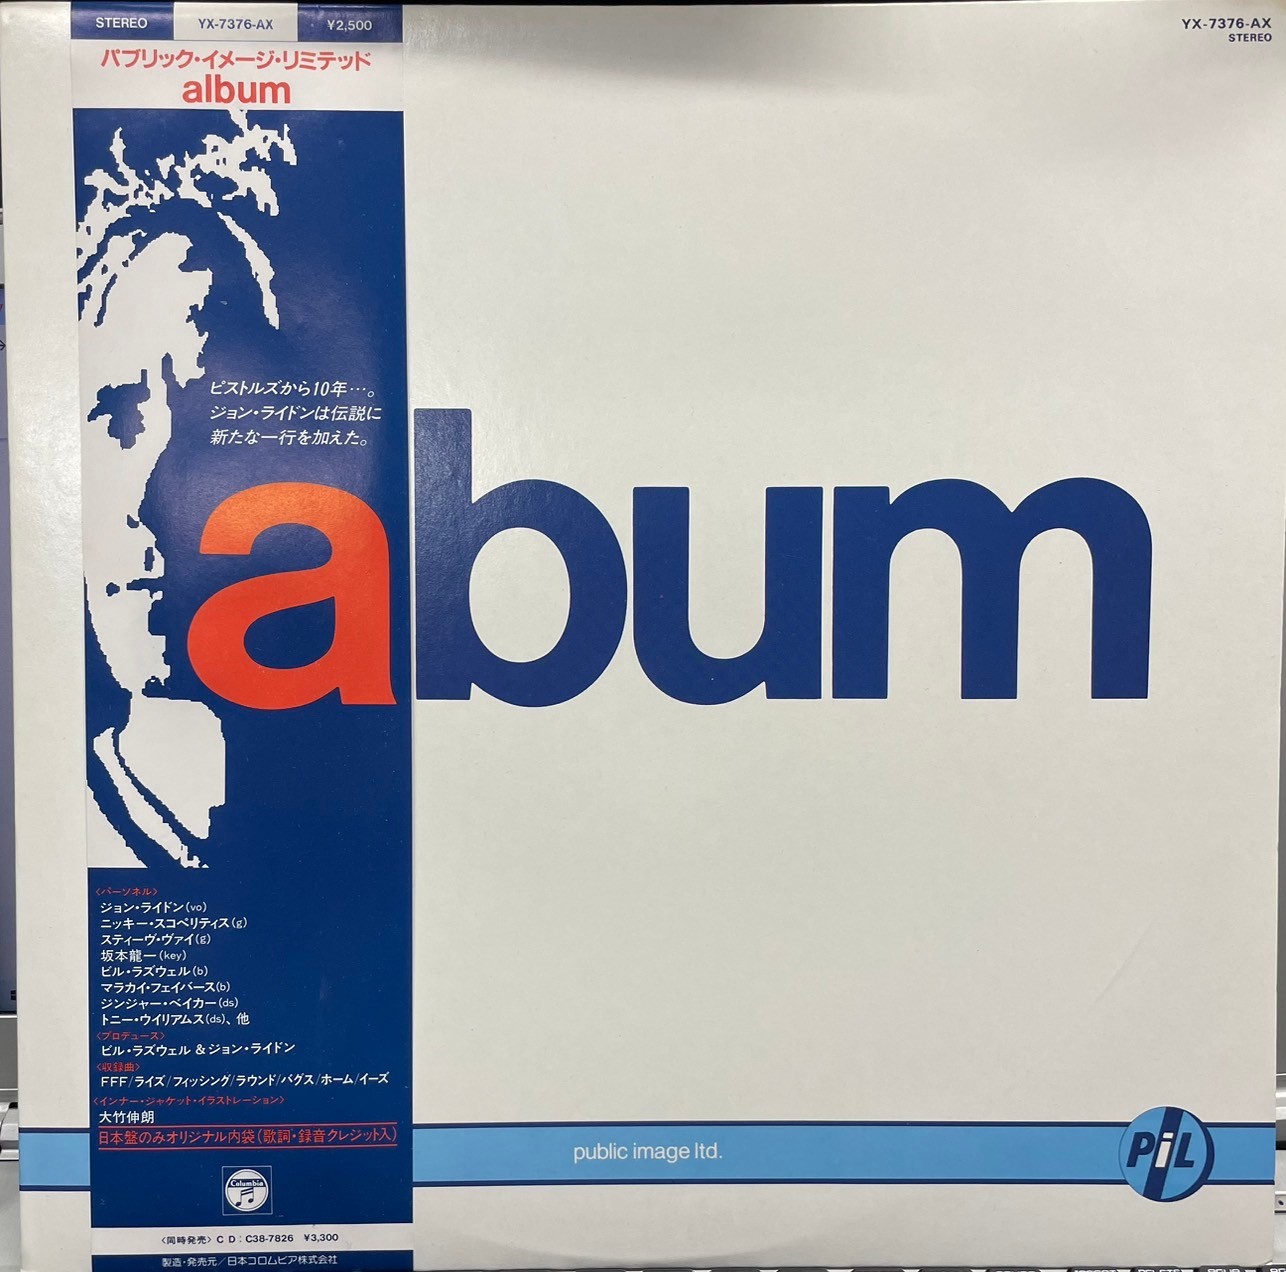 STEREO YX-7376-AX ¥2,500
パブリック・イメージ・リミテッド
album
YX-7376-AX
STEREO
ピストルズから10年…。
ジョン・ライドンは伝説に
新たな一行を加えた。
album
〈パーソネル〉
ジョン・ライドン(vo)
ニッキー・スコペリティス(g)
スティーヴ・ヴァイ(g)
坂本龍一(key)
ビル・ラズウェル(b)
マラカイ・フェイバース(b)
ジンジャー・ベイカー(ds)
トニー・ウイリアムス(ds)、他
〈プロデュース〉
ビル・ラズウェル&ジョン・ライドン
〈収録曲〉
FFF/ライズ/フィッシング/ラウンド/バグス/ホーム/イーズ
〈インナー・ジャケット・イラストレーション〉
大竹伸朗
日本盤のみオリジナル内袋(歌詞・録音クレジット入)
public image ltd.
PiL
Columbia
〈同時発売〉CD:C38-7826 ¥3,300
製造・発売元/日本コロムビア株式会社